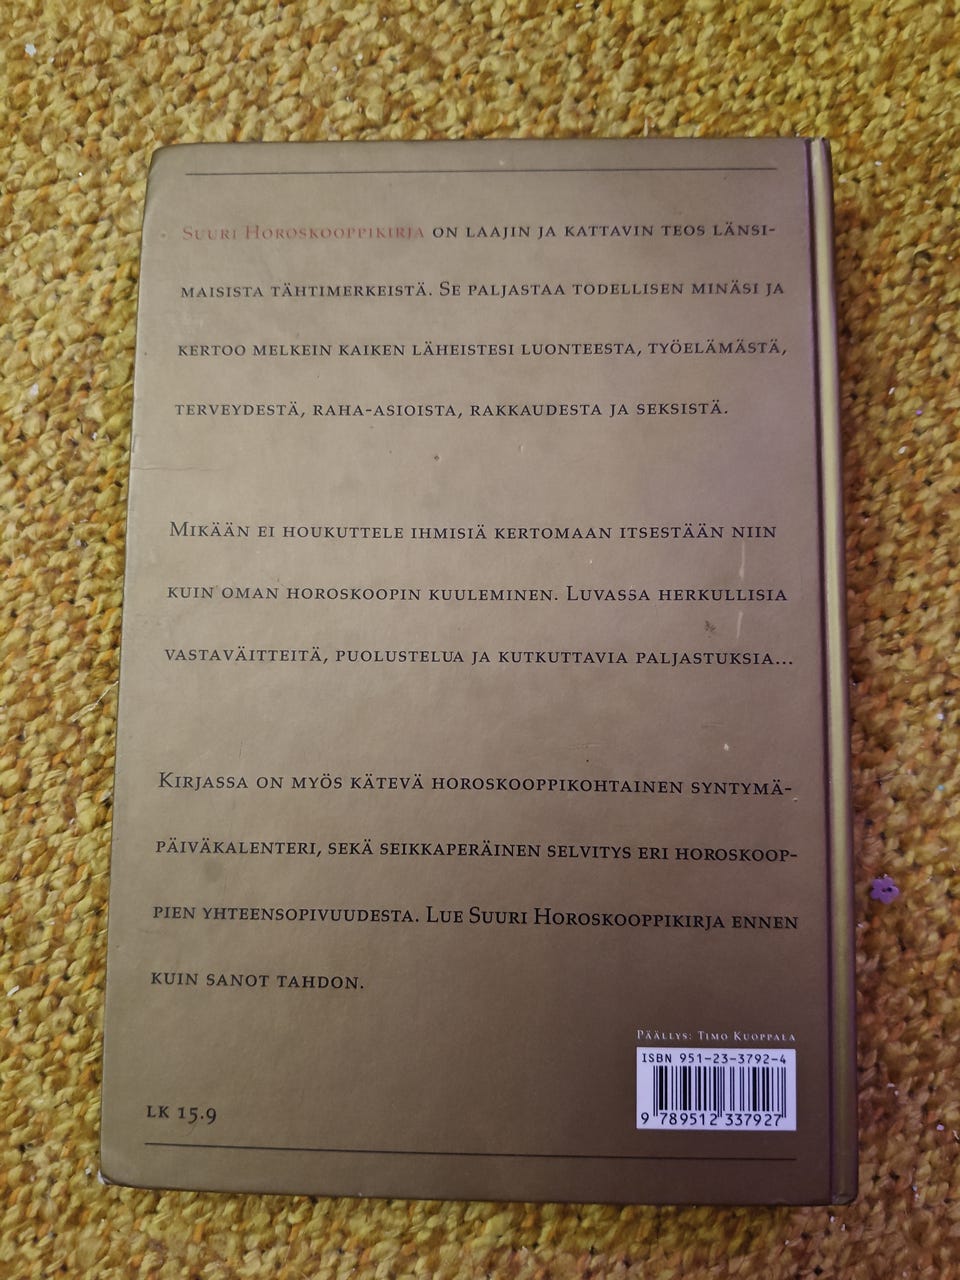 Suuri Horoskooppikirja on laajin ja kattavin teos länsi-
maisista tähtimerkeistä. Se paljastaa todellisen minäsi ja
kertoo melkein kaiken läheistesi luonteesta, työelämästä,
terveydestä, raha-asioista, rakkaudesta ja seksistä.
Mikään ei houkuttele ihmisiä kertomaan itsestään niin
kuin oman horoskoopin kuuleminen. Luvassa herkullisia
vastaväitteitä, puolustelua ja kutkuttavia paljastuksia...
Kirjassa on myös kätevä horoskooppikohtainen syntymä-
päiväkalenteri, sekä seikkaperäinen selvitys eri horoskoop-
pien yhteensopivuudesta. Lue Suuri Horoskooppikirja ennen
kuin sanot tahdon.
Päällys: Timo Kuoppala
ISBN 951-23-3792-4
9 789512 337927
lk 15.9